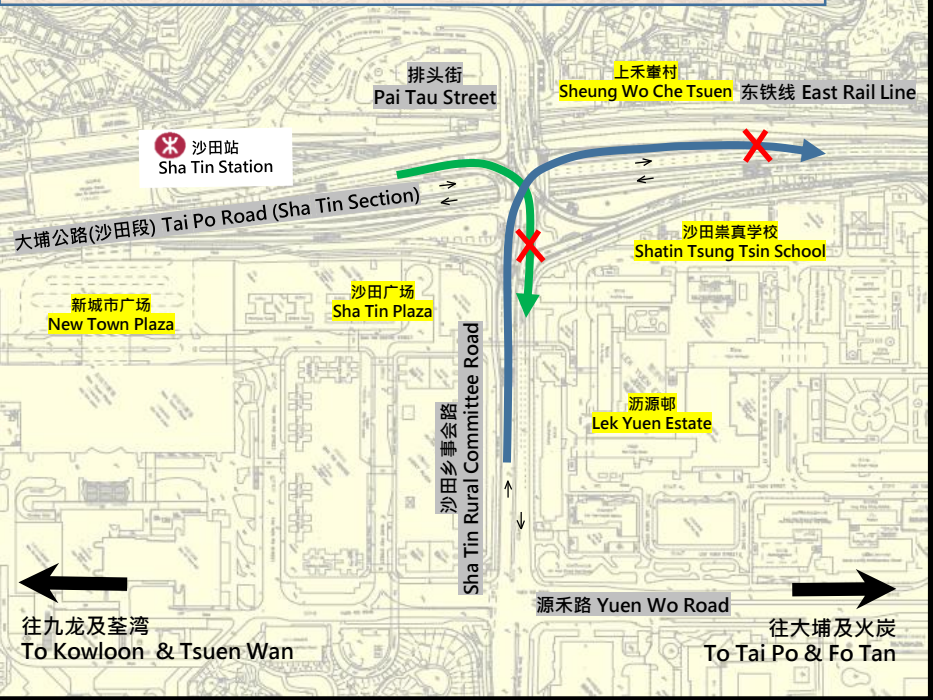 排头街
Pai Tau Street
上禾輋村
Sheung Wo Che Tsuen
东铁线 East Rail Line
沙田站
Sha Tin Station
大埔公路(沙田段) Tai Po Road (Sha Tin Section)
沙田崇真学校
Shatin Tsung Tsin School
新城市广场
New Town Plaza
沙田广场
Sha Tin Plaza
沙田乡事会路
Sha Tin Rural Committee Road
沥源邨
Lek Yuen Estate
源禾路 Yuen Wo Road
往九龙及荃湾
To Kowloon & Tsuen Wan
往大埔及火炭
To Tai Po & Fo Tan